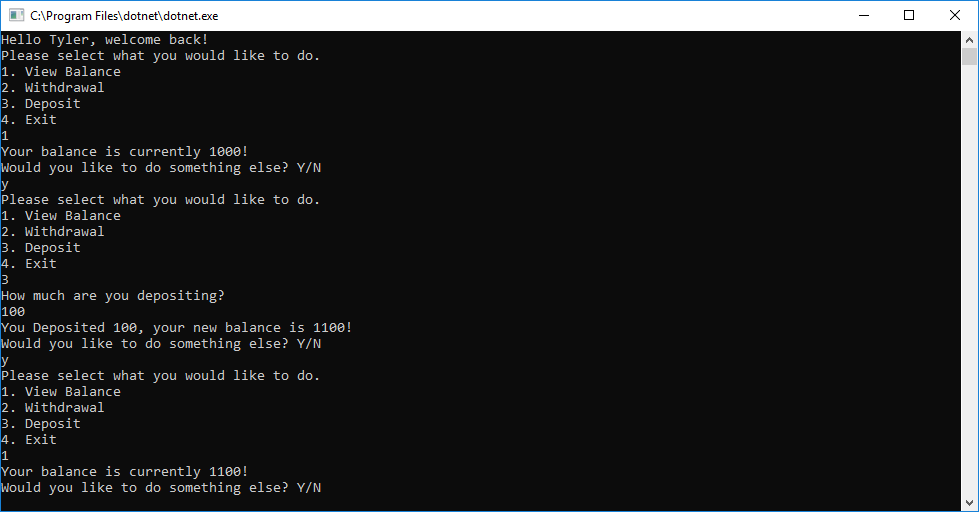 C:\Program Files\dotnet\dotnet.exe
Hello Tyler, welcome back!
Please select what you would like to do.
1. View Balance
2. Withdrawal
3. Deposit
4. Exit
1
Your balance is currently 1000!
Would you like to do something else? Y/N
y
Please select what you would like to do.
1. View Balance
2. Withdrawal
3. Deposit
4. Exit
3
How much are you depositing?
100
You Deposited 100, your new balance is 1100!
Would you like to do something else? Y/N
y
Please select what you would like to do.
1. View Balance
2. Withdrawal
3. Deposit
4. Exit
1
Your balance is currently 1100!
Would you like to do something else? Y/N